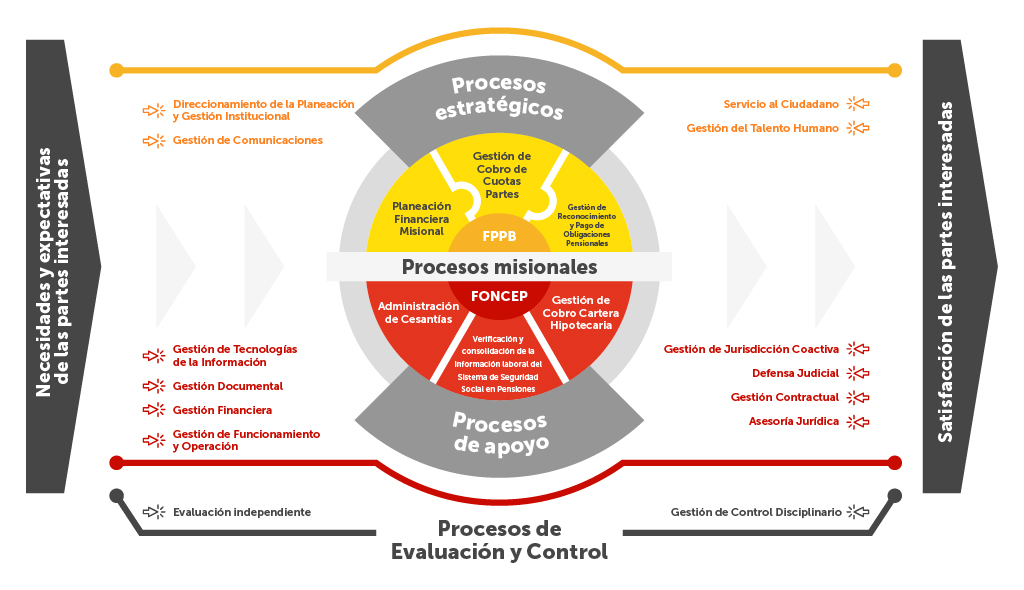 Necesidades y expectativas
de las partes interesadas
Procesos
estratégicos
Direccionamiento de la Planeación
y Gestión Institucional
Gestión de Comunicaciones
Servicio al Ciudadano
Gestión del Talento Humano
Gestión de
Cobro de
Cuotas
Partes
Planeación
Financiera
Misional
Gestión de
Reconocimiento
y Pago de
Obligaciones
Pensionales
FPPB
Procesos misionales
FONCEP
Administración
de Cesantías
Gestión de
Cobro Cartera
Hipotecaria
Verificación y
consolidación de la
Información laboral del
Sistema de Seguridad
Social en Pensiones
Gestión de Tecnologías
de la Información
Gestión Documental
Gestión Financiera
Gestión de Funcionamiento
y Operación
Gestión de Jurisdicción Coactiva
Defensa Judicial
Gestión Contractual
Asesoría Jurídica
Procesos
de apoyo
Evaluación independiente
Gestión de Control Disciplinario
Procesos de
Evaluación y Control
Satisfacción de las partes interesadas